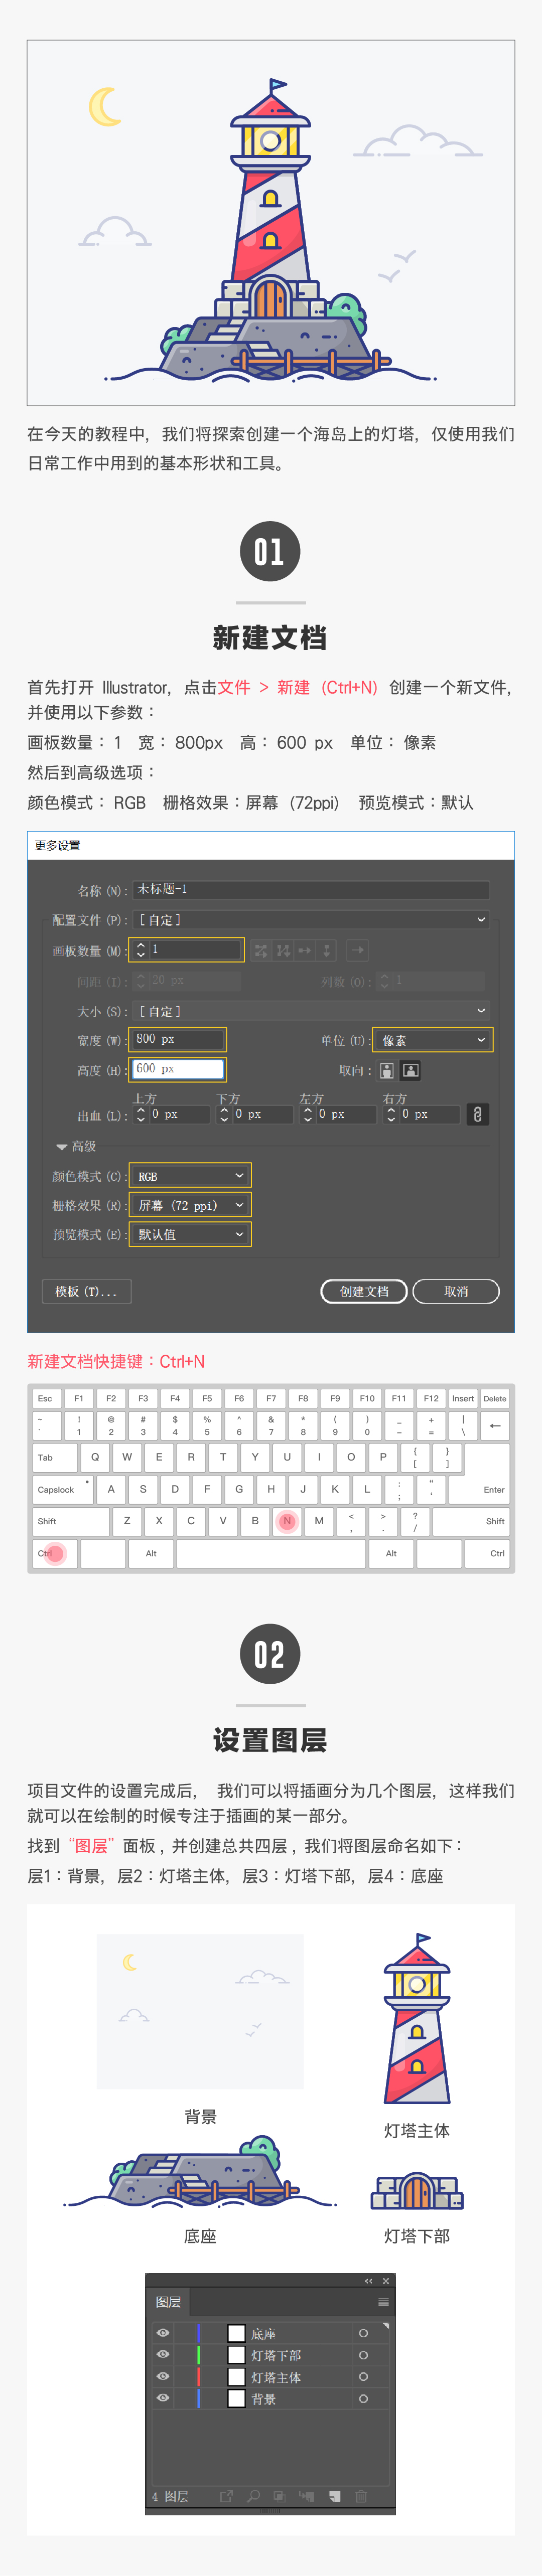 在今天的教程中，我们将探索创建一个海岛上的灯塔，仅使用我们
日常工作中用到的基本形状和工具。
01
新建文档
首先打开 Illustrator，点击文件 > 新建 (Ctrl+N) 创建一个新文件，
并使用以下参数：
画板数量：1 宽：800px 高：600 px 单位：像素
然后到高级选项：
颜色模式：RGB 栅格效果：屏幕 (72ppi) 预览模式：默认
更多设置
名称 (N)：未标题-1
配置文件 (P)：[自定]
画板数量 (M)：1
间距 (I)：20 px 列数 (O)：1
大小 (S)：[自定]
宽度 (W)：800 px 单位 (U)：像素
高度 (H)：600 px 取向：
上方 下方 左方 右方
出血 (L)：0 px 0 px 0 px 0 px
高级
颜色模式 (C)：RGB
栅格效果 (R)：屏幕 (72 ppi)
预览模式 (E)：默认值
模板 (T)... 创建文档 取消
新建文档快捷键：Ctrl+N
Esc F1 F2 F3 F4 F5 F6 F7 F8 F9 F10 F11 F12 Insert Delete
~ ! @ # $ % ^ & * ( ) _ + |
` 1 2 3 4 5 6 7 8 9 0 - = \ ←
Tab Q W E R T Y U I O P { [ } ]
Capslock A S D F G H J K L : ; " ' Enter
Shift Z X C V B N M < , > . ? / Shift
Ctrl Alt Alt Ctrl
02
设置图层
项目文件的设置完成后， 我们可以将插画分为几个图层，这样我们
就可以在绘制的时候专注于插画的某一部分。
找到“图层”面板，并创建总共四层，我们将图层命名如下：
层1：背景，层2：灯塔主体，层3：灯塔下部，层4：底座
背景
灯塔主体
底座
灯塔下部
图层
底座
灯塔下部
灯塔主体
背景
4 图层